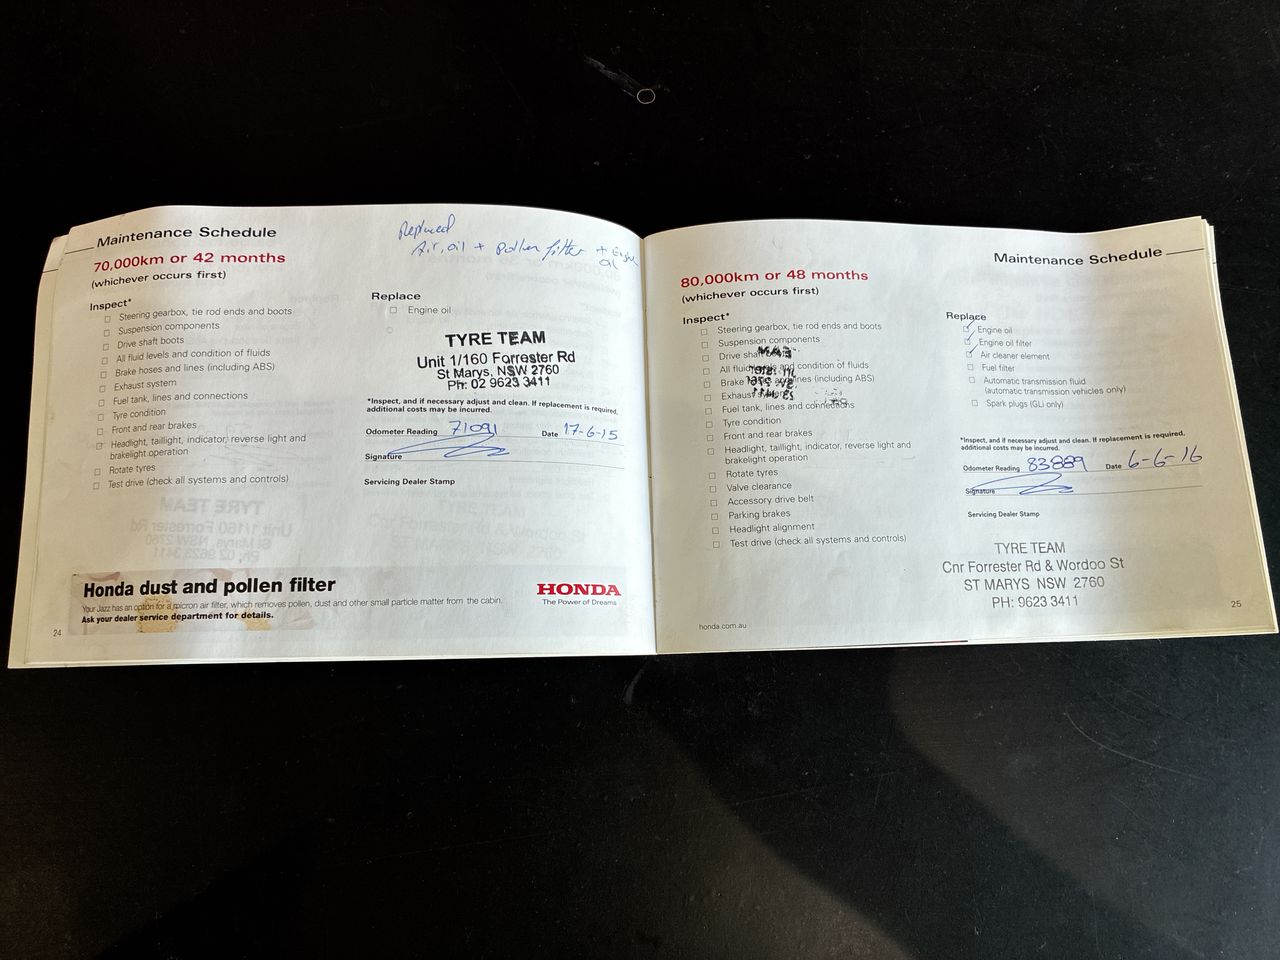 Maintenance Schedule
70,000km or 42 months
(whichever occurs first)
Replaced
Air, oil + Pollen filter + Engine
oil
Inspect*
Steering gearbox, tie rod ends and boots
Suspension components
Drive shaft boots
All fluid levels and condition of fluids
Brake hoses and lines (including ABS)
Exhaust system
Fuel tank, lines and connections
Tyre condition
Front and rear brakes
Headlight, taillight, indicator, reverse light and
brakelight operation
Rotate tyres
Test drive (check all systems and controls)
Replace
Engine oil
TYRE TEAM
Unit 1/160 Forrester Rd
St Marys, NSW 2760
Ph: 02 9623 3411
*Inspect, and if necessary adjust and clean. If replacement is required,
additional costs may be incurred.
Odometer Reading 71091 Date 17-6-15
Signature
Servicing Dealer Stamp
Honda dust and pollen filter
Your Jazz has an option for a micron air filter, which removes pollen, dust and other small particle matter from the cabin.
Ask your dealer service department for details.
HONDA
The Power of Dreams
24
Maintenance Schedule
80,000km or 48 months
(whichever occurs first)
Inspect*
Steering gearbox, tie rod ends and boots
Suspension components
Drive shaft
All fluid levels and condition of fluids
Brake lines (including ABS)
Exhaust
Fuel tank, lines and connections
Tyre condition
Front and rear brakes
Headlight, taillight, indicator, reverse light and
brakelight operation
Rotate tyres
Valve clearance
Accessory drive belt
Parking brakes
Headlight alignment
Test drive (check all systems and controls)
Replace
Engine oil
Engine oil filter
Air cleaner element
Fuel filter
Automatic transmission fluid
(automatic transmission vehicles only)
Spark plugs (GLi only)
*Inspect, and if necessary adjust and clean. If replacement is required,
additional costs may be incurred.
Odometer Reading 83889 Date 6-6-16
Signature
Servicing Dealer Stamp
TYRE TEAM
Cnr Forrester Rd & Wordoo St
ST MARYS NSW 2760
PH: 9623 3411
honda.com.au
25